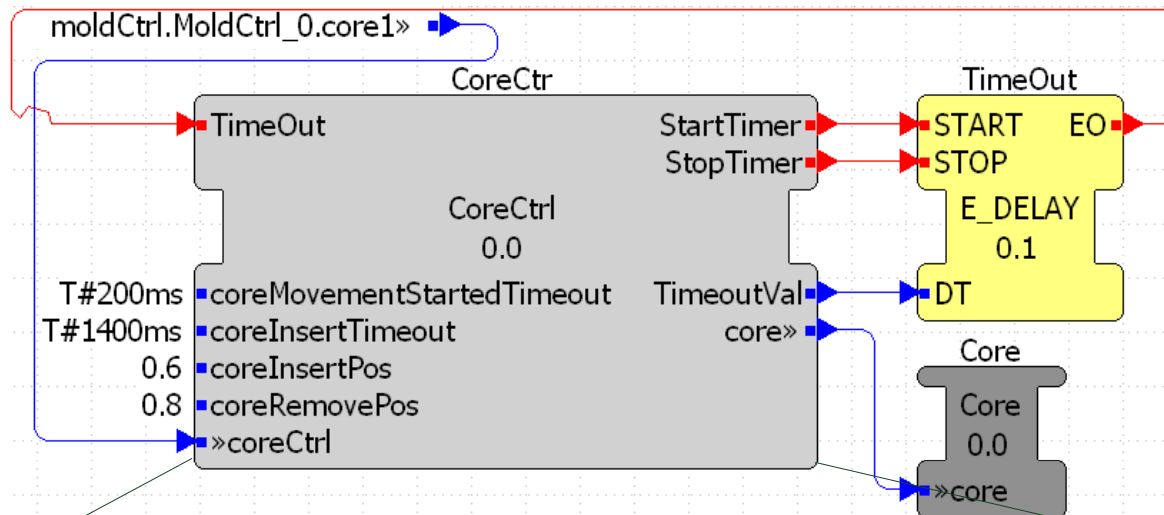 moldCtrl.MoldCtrl_0.core1»
CoreCtr
TimeOut
StartTimer
StopTimer
CoreCtrl
0.0
T#200ms coreMovementStartedTimeout
T#1400ms coreInsertTimeout
0.6 coreInsertPos
0.8 coreRemovePos
»coreCtrl
TimeoutVal
core»
TimeOut
START EO
STOP
E_DELAY
0.1
DT
Core
Core
0.0
»core